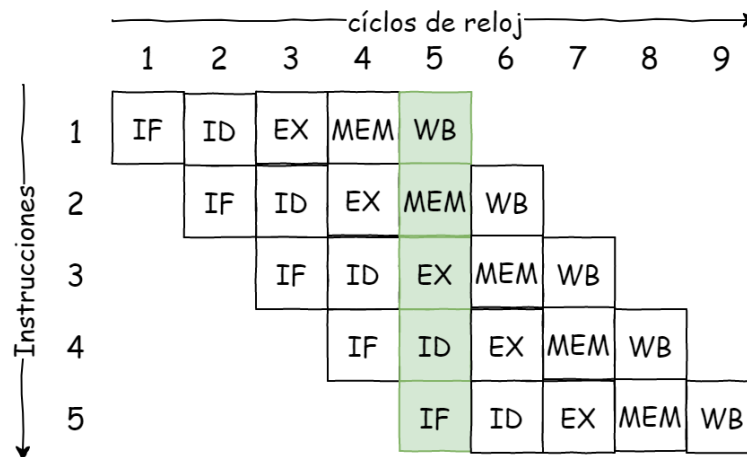 cíclos de reloj
1 2 3 4 5 6 7 8 9
Instrucciones
1 IF ID EX MEM WB
2 IF ID EX MEM WB
3 IF ID EX MEM WB
4 IF ID EX MEM WB
5 IF ID EX MEM WB